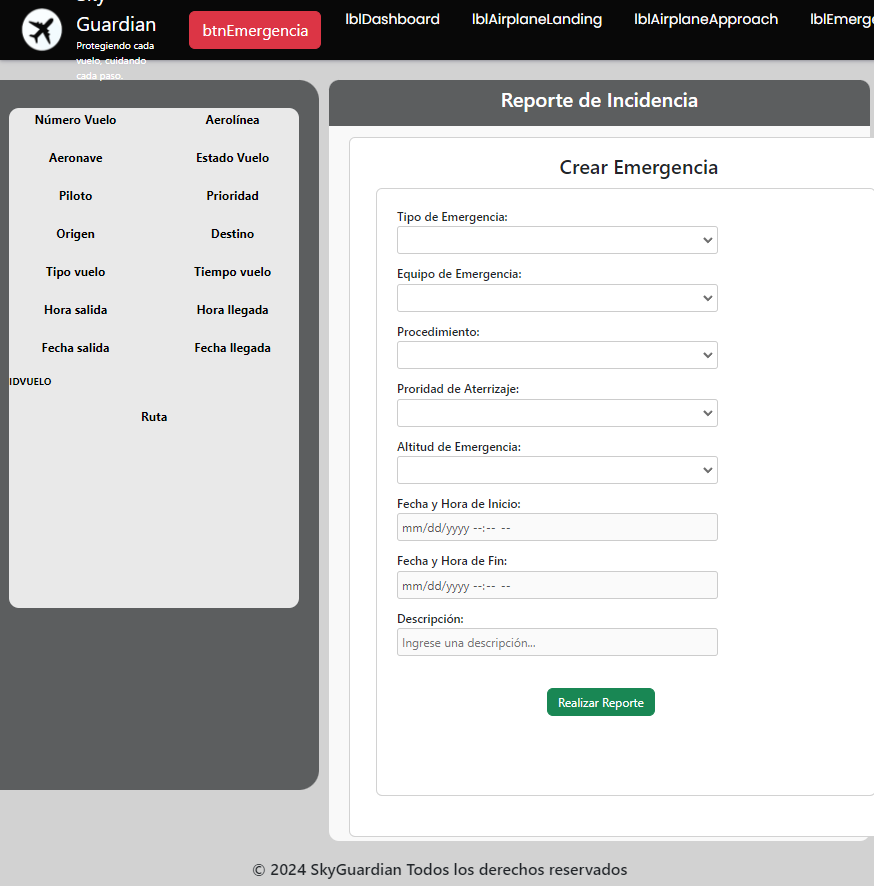 Sky
Guardian
Protegiendo cada
vuelo, cuidando
cada paso.
btnEmergencia
lblDashboard
lblAirplaneLanding
lblAirplaneApproach
lblEmerg
Número Vuelo
Aerolínea
Aeronave
Estado Vuelo
Piloto
Prioridad
Origen
Destino
Tipo vuelo
Tiempo vuelo
Hora salida
Hora llegada
Fecha salida
Fecha llegada
IDVUELO
Ruta
Reporte de Incidencia
Crear Emergencia
Tipo de Emergencia:
Equipo de Emergencia:
Procedimiento:
Proridad de Aterrizaje:
Altitud de Emergencia:
Fecha y Hora de Inicio:
mm/dd/yyyy --:-- --
Fecha y Hora de Fin:
mm/dd/yyyy --:-- --
Descripción:
Ingrese una descripción...
Realizar Reporte
© 2024 SkyGuardian Todos los derechos reservados